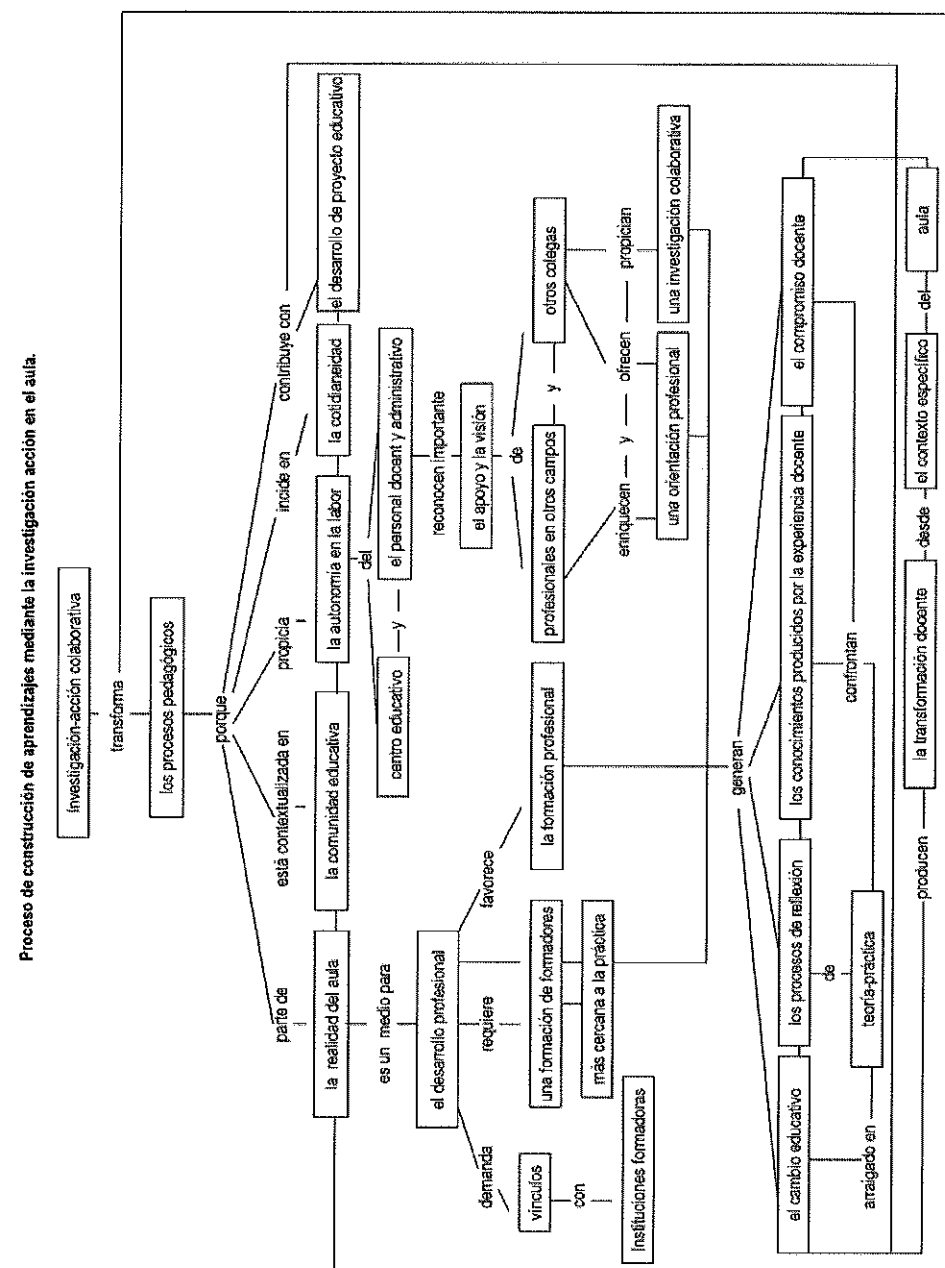 Proceso de construcción de aprendizajes mediante la investigación acción en el aula.
Investigación-acción colaborativa
transforma
los procesos pedagógicos
porque
parte de
está contextualizada en
propicia
incide en
contribuye con
la realidad del aula
la comunidad educativa
la autonomía en la labor
la cotidianeidad
el desarrollo de proyecto educativo
es un medio para
del
el desarrollo profesional
centro educativo
y
el personal docent y administrativo
reconocen importante
el apoyo y la visión
demanda
requiere
favorece
de
vínculos
una formación de formadores
la formación profesional
profesionales en otros campos
y
otros colegas
con
más cercana a la práctica
enriquecen
y
ofrecen
propician
Instituciones formadoras
una orientación profesional
una investigación colaborativa
generan
el cambio educativo
los procesos de reflexión
los conocimientos producidos por la experiencia docente
el compromiso docente
de
confrontan
arraigado en
teoría-práctica
producen
la transformación docente
desde
el contexto específico
del
aula